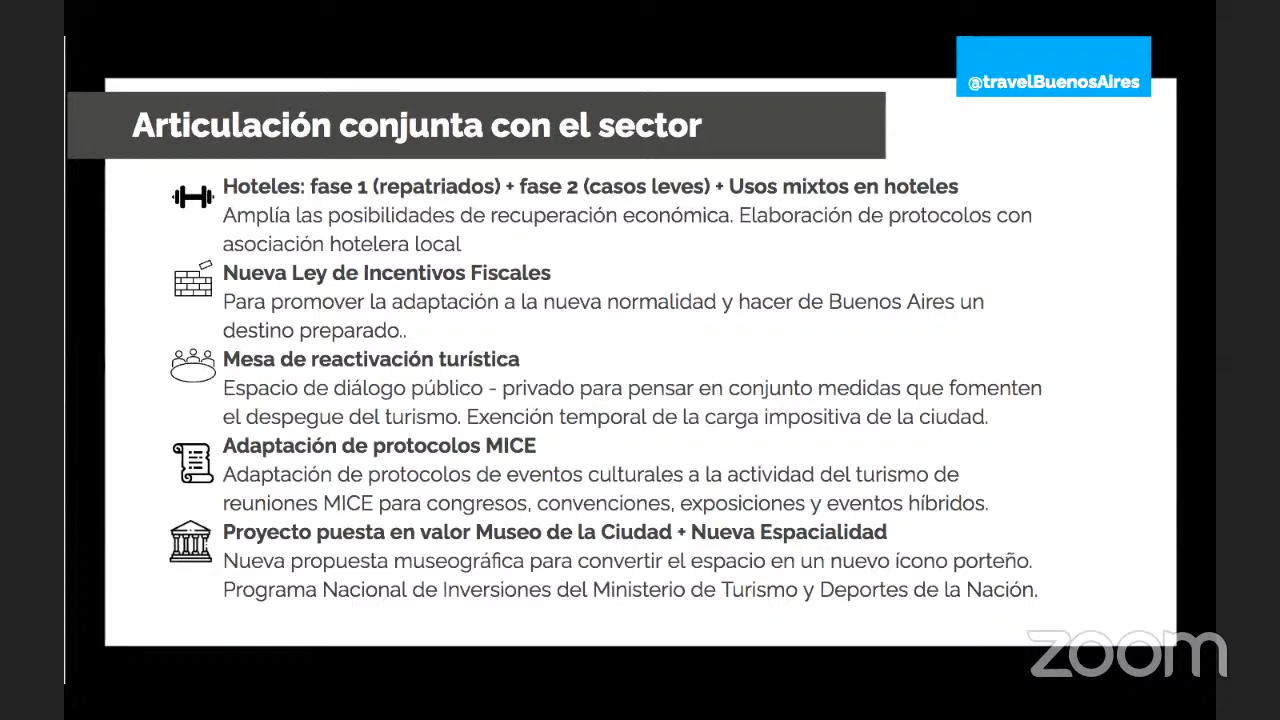 @travelBuenosAires
Articulación conjunta con el sector
Hoteles: fase 1 (repatriados) + fase 2 (casos leves) + Usos mixtos en hoteles
Amplía las posibilidades de recuperación económica. Elaboración de protocolos con
asociación hotelera local
Nueva Ley de Incentivos Fiscales
Para promover la adaptación a la nueva normalidad y hacer de Buenos Aires un
destino preparado..
Mesa de reactivación turística
Espacio de diálogo público - privado para pensar en conjunto medidas que fomenten
el despegue del turismo. Exención temporal de la carga impositiva de la ciudad.
Adaptación de protocolos MICE
Adaptación de protocolos de eventos culturales a la actividad del turismo de
reuniones MICE para congresos, convenciones, exposiciones y eventos híbridos.
Proyecto puesta en valor Museo de la Ciudad + Nueva Espacialidad
Nueva propuesta museográfica para convertir el espacio en un nuevo ícono porteño.
Programa Nacional de Inversiones del Ministerio de Turismo y Deportes de la Nación.
zoom